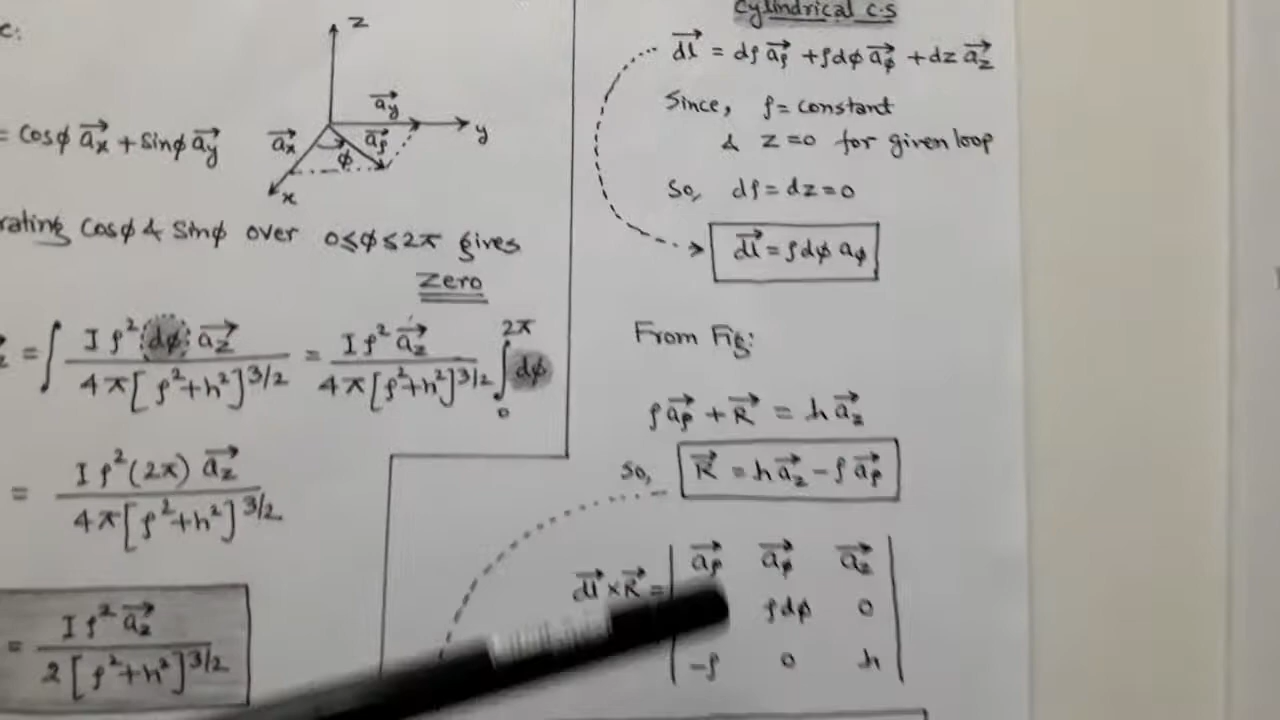 c:
z
y
x
→ay
→ax
→aρ
ϕ
= cosϕ →ax + sinϕ →ay
rating cosϕ & sinϕ over 0≤ϕ≤2π gives
Zero
z = ∫ Iρ² dϕ →az / 4π[ρ²+h²]^3/2 = Iρ² →az / 4π[ρ²+h²]^3/2 ∫₀^2π dϕ
= Iρ²(2π) →az / 4π[ρ²+h²]^3/2
= Iρ² →az / 2[ρ²+h²]^3/2
Cylindrical c.s
→dl = dρ →aρ + ρdϕ →aϕ + dz →az
Since, ρ = constant
& z=0 for given loop
So, dρ = dz = 0
→dl = ρdϕ aϕ
From Fig:
ρ→aρ + →R = h→az
So, →R = h→az − ρ→aρ
→dl × →R = | →aρ →aϕ →az |
ρdϕ 0
-ρ 0 h